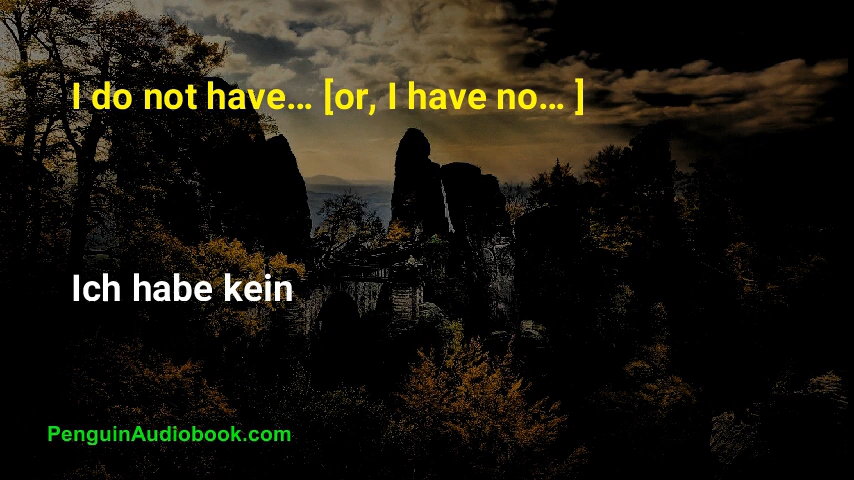 I do not have… [or, I have no… ]
Ich habe kein
PenguinAudiobook.com